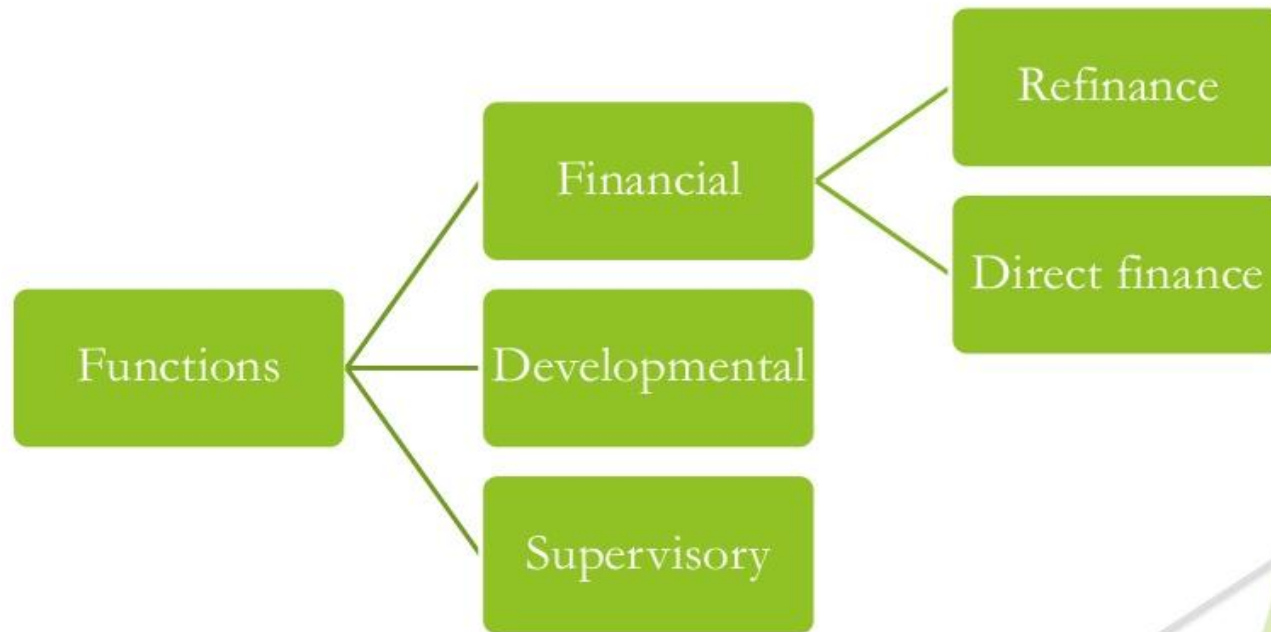 Functions
Financial
Developmental
Supervisory
Refinance
Direct finance